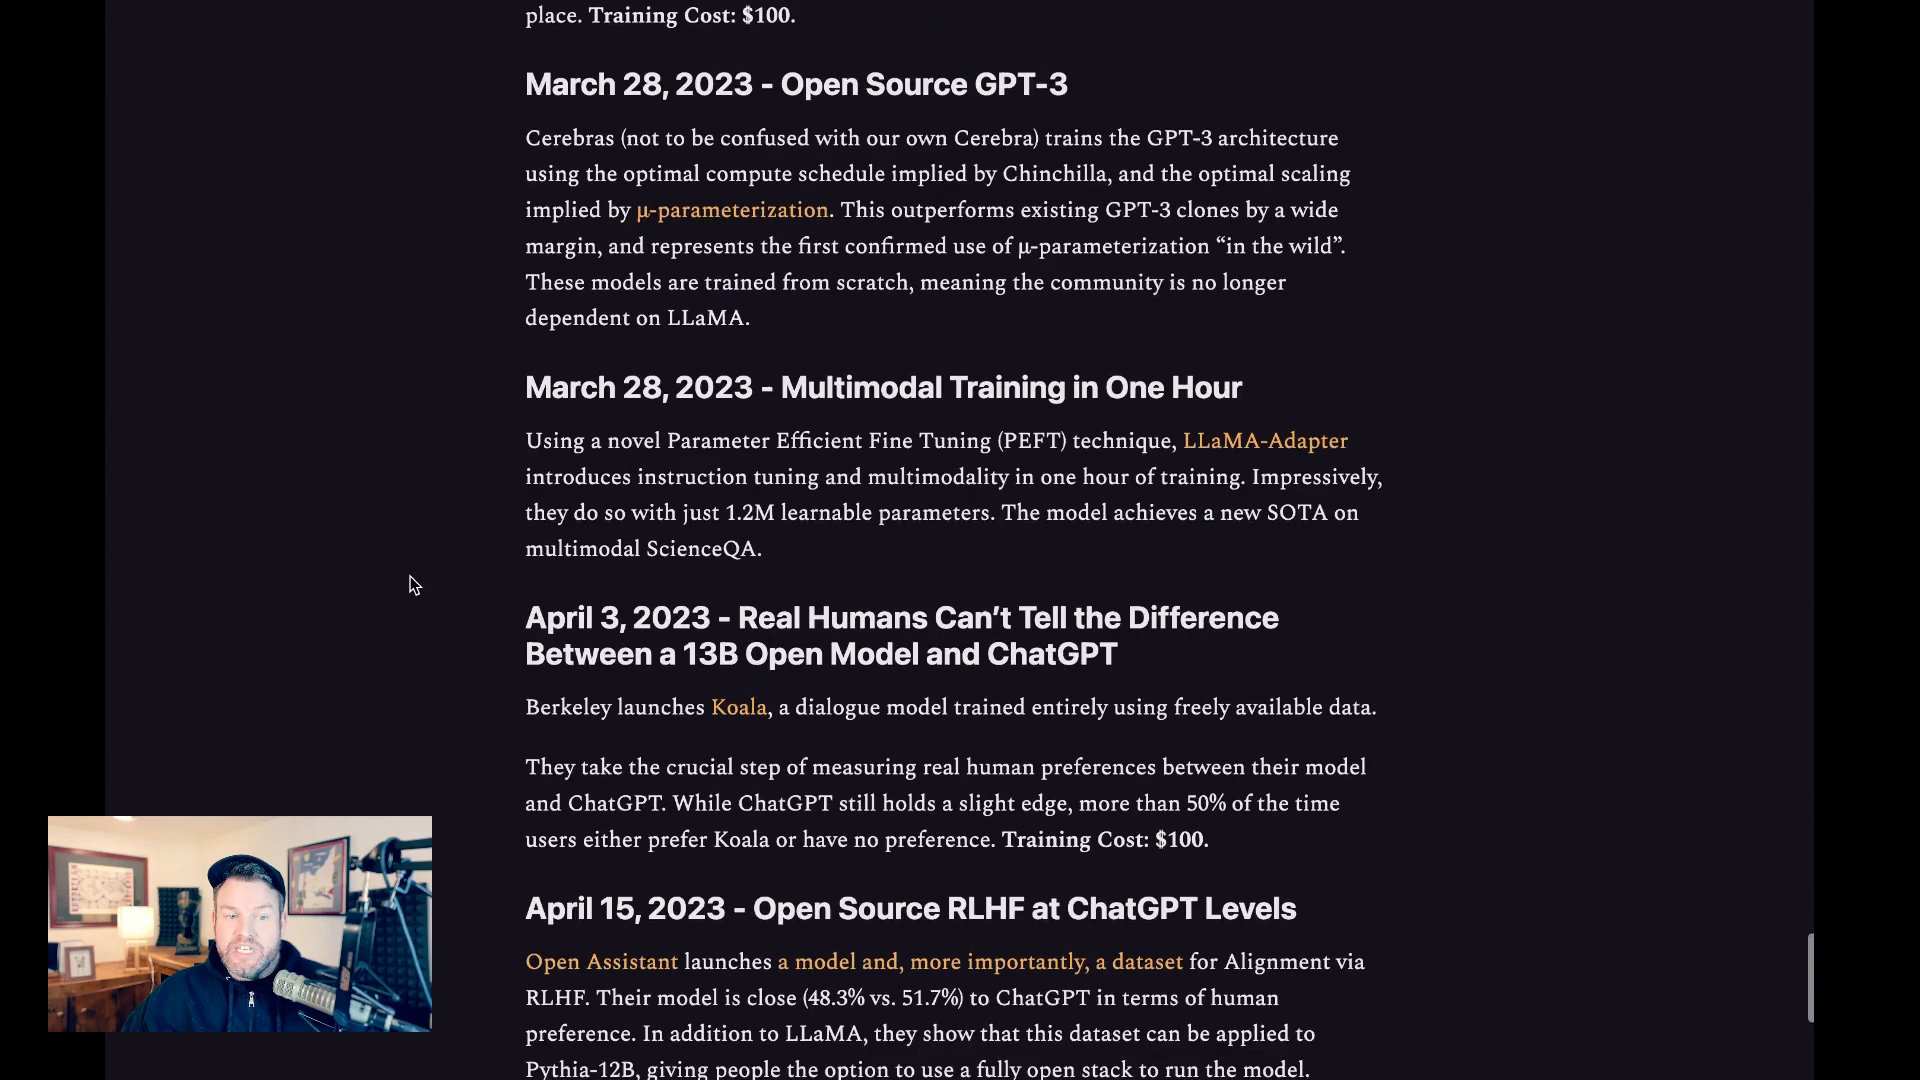 place. Training Cost: $100.
March 28, 2023 - Open Source GPT-3
Cerebras (not to be confused with our own Cerebra) trains the GPT-3 architecture
using the optimal compute schedule implied by Chinchilla, and the optimal scaling
implied by μ-parameterization. This outperforms existing GPT-3 clones by a wide
margin, and represents the first confirmed use of μ-parameterization “in the wild”.
These models are trained from scratch, meaning the community is no longer
dependent on LLaMA.
March 28, 2023 - Multimodal Training in One Hour
Using a novel Parameter Efficient Fine Tuning (PEFT) technique, LLaMA-Adapter
introduces instruction tuning and multimodality in one hour of training. Impressively,
they do so with just 1.2M learnable parameters. The model achieves a new SOTA on
multimodal ScienceQA.
April 3, 2023 - Real Humans Can’t Tell the Difference
Between a 13B Open Model and ChatGPT
Berkeley launches Koala, a dialogue model trained entirely using freely available data.
They take the crucial step of measuring real human preferences between their model
and ChatGPT. While ChatGPT still holds a slight edge, more than 50% of the time
users either prefer Koala or have no preference. Training Cost: $100.
April 15, 2023 - Open Source RLHF at ChatGPT Levels
Open Assistant launches a model and, more importantly, a dataset for Alignment via
RLHF. Their model is close (48.3% vs. 51.7%) to ChatGPT in terms of human
preference. In addition to LLaMA, they show that this dataset can be applied to
Pythia-12B, giving people the option to use a fully open stack to run the model.